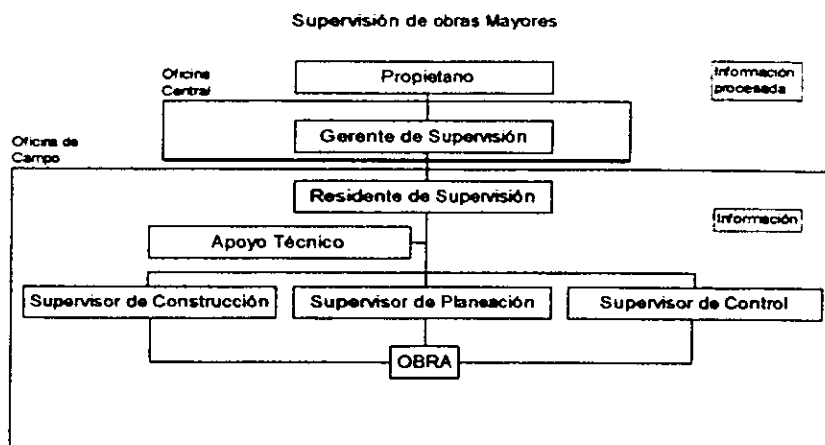 Supervisión de obras Mayores
Oficina
Central
Propietano
Información
procesada
Gerente de Supervisión
Oficina de
Campo
Residente de Supervisión
Información
Apoyo Técnico
Supervisor de Construcción
Supervisor de Planeación
Supervisor de Control
OBRA